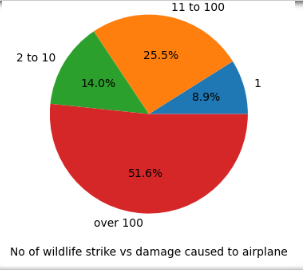 11 to 100
2 to 10
25.5%
1
14.0%
8.9%
51.6%
over 100
No of wildlife strike vs damage caused to airplane